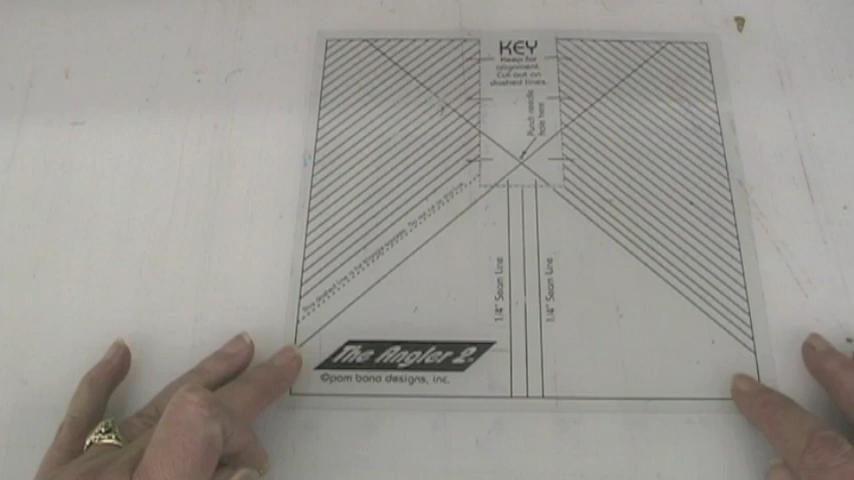 KEY
Keep for
alignment.
Cut out on
dashed lines.
Punch needle
hole here
1/4" Seam Line
1/4" Seam Line
The Angler 2
©pam bono designs, inc.